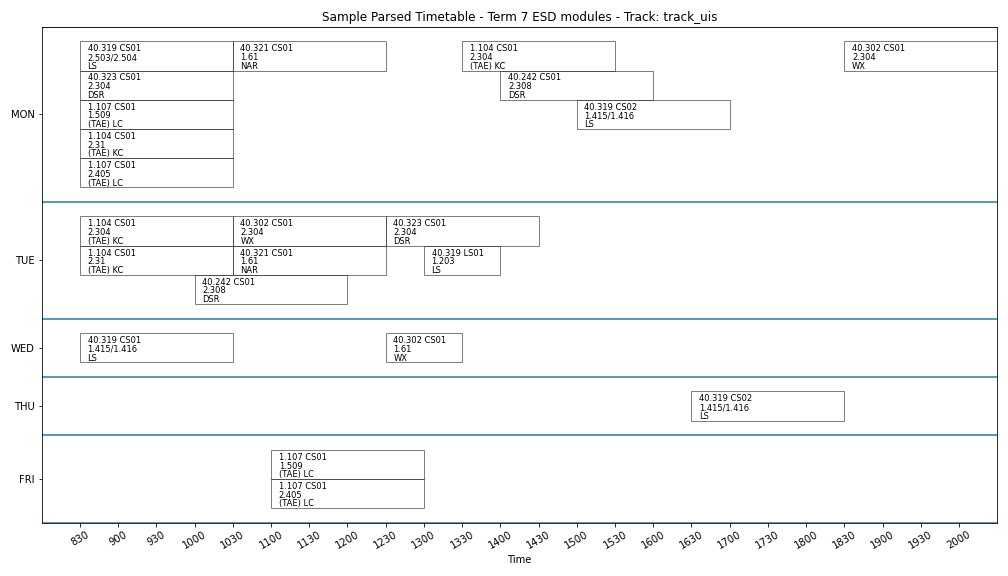 Sample Parsed Timetable - Term 7 ESD modules - Track: track_uis
MON
40.319 CS01
2.503/2.504
LS
40.321 CS01
1.61
NAR
1.104 CS01
2.304
(TAE) KC
40.302 CS01
2.304
WX
40.323 CS01
2.304
DSR
40.242 CS01
2.308
DSR
1.107 CS01
1.509
(TAE) LC
40.319 CS02
1.415/1.416
LS
1.104 CS01
2.31
(TAE) KC
1.107 CS01
2.405
(TAE) LC
TUE
1.104 CS01
2.304
(TAE) KC
40.302 CS01
2.304
WX
40.323 CS01
2.304
DSR
1.104 CS01
2.31
(TAE) KC
40.321 CS01
1.61
NAR
40.319 LS01
1.203
LS
40.242 CS01
2.308
DSR
WED
40.319 CS01
1.415/1.416
LS
40.302 CS01
1.61
WX
THU
40.319 CS02
1.415/1.416
LS
FRI
1.107 CS01
1.509
(TAE) LC
1.107 CS01
2.405
(TAE) LC
830 900 930 1000 1030 1100 1130 1200 1230 1300 1330 1400 1430 1500 1530 1600 1630 1700 1730 1800 1830 1900 1930 2000
Time